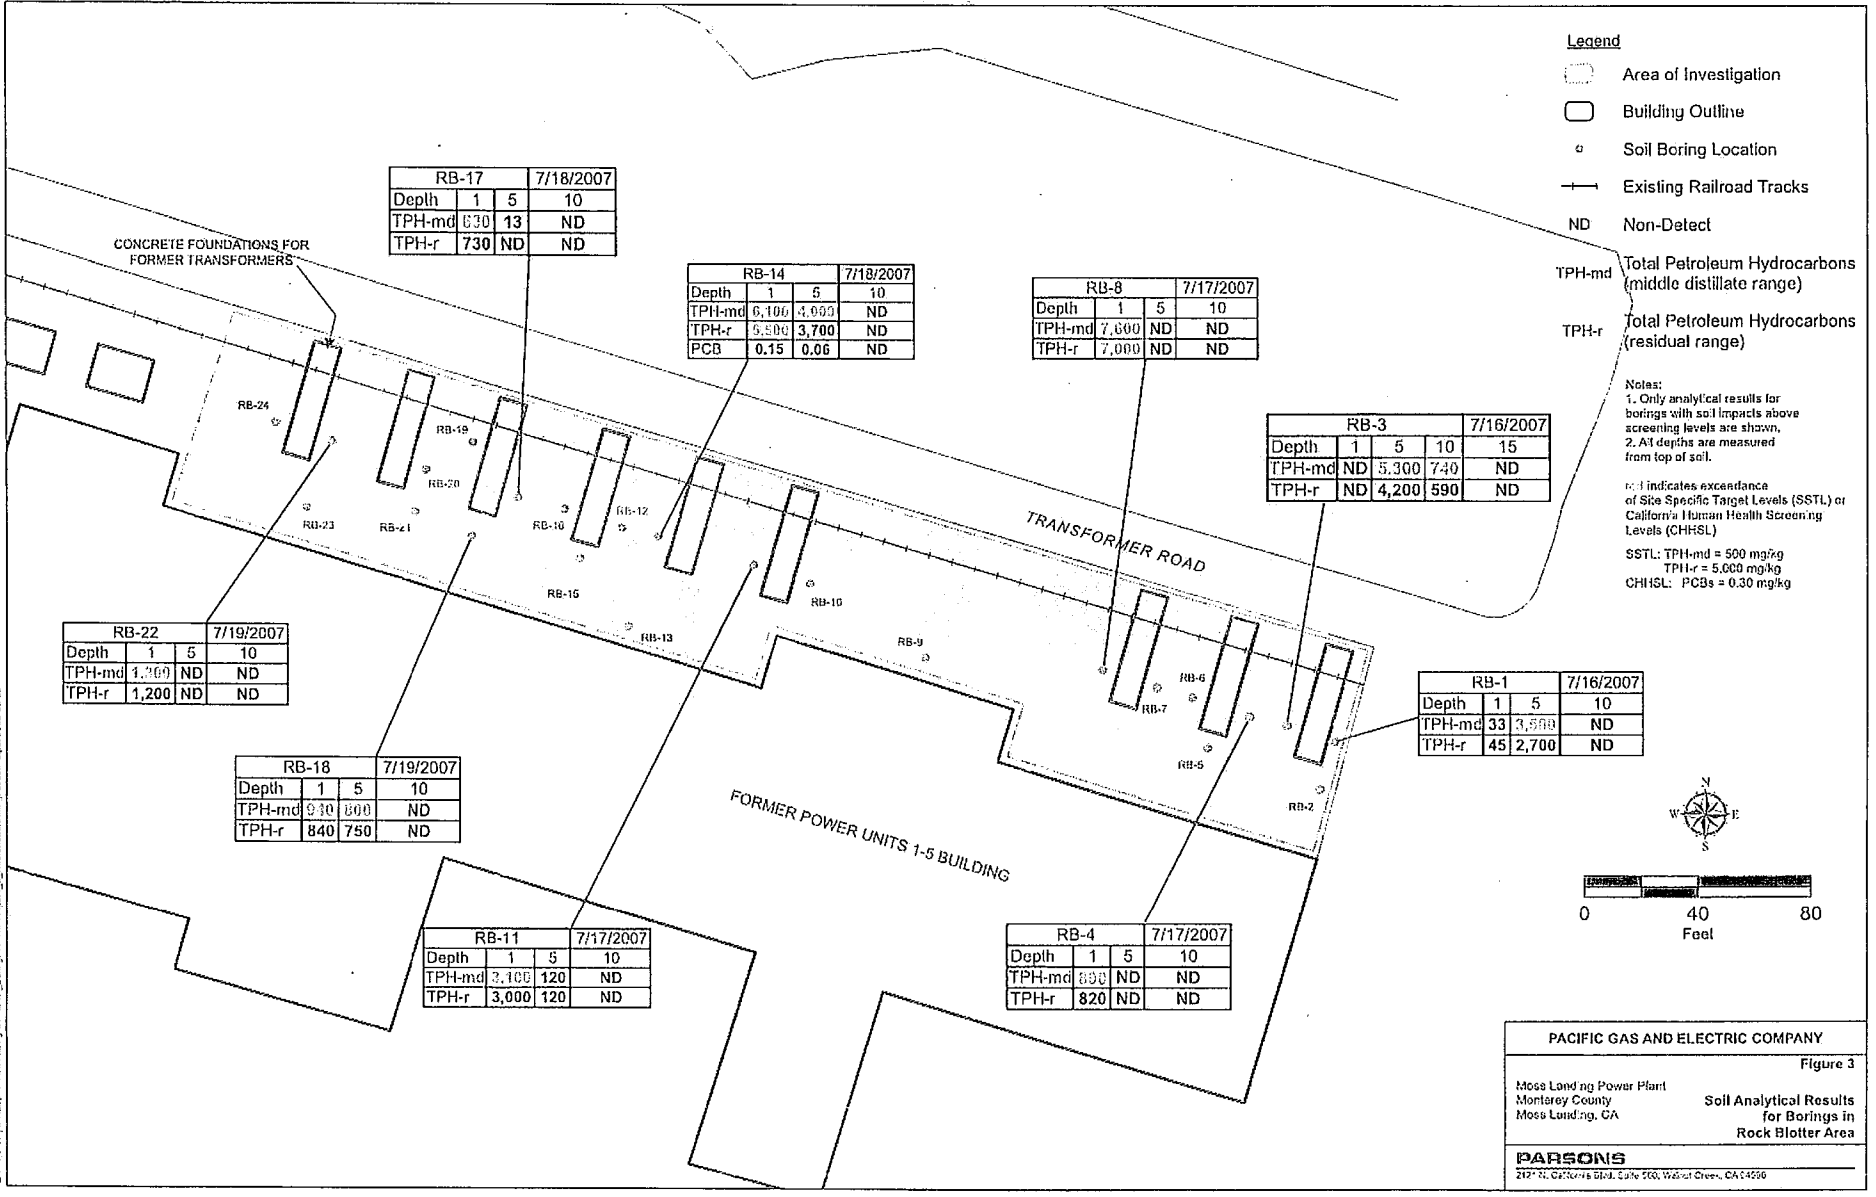 Legend
Area of Investigation
Building Outline
Soil Boring Location
Existing Railroad Tracks
ND Non-Detect
TPH-md Total Petroleum Hydrocarbons
(middle distillate range)
TPH-r Total Petroleum Hydrocarbons
(residual range)
Notes:
1. Only analytical results for
borings with soil impacts above
screening levels are shown.
2. All depths are measured
from top of soil.
red indicates exceedance
of Site Specific Target Levels (SSTL) or
California Human Health Screening
Levels (CHHSL)
SSTL: TPH-md = 500 mg/kg
TPH-r = 5,000 mg/kg
CHHSL: PCBs = 0.30 mg/kg
RB-17 7/18/2007
Depth 1 5 10
TPH-md 13 ND
TPH-r 730 ND ND
CONCRETE FOUNDATIONS FOR
FORMER TRANSFORMERS
RB-14 7/18/2007
Depth 1 5 10
TPH-md 6,100 4,000 ND
TPH-r 3,700 ND
PCB 0.15 0.06 ND
RB-8 7/17/2007
Depth 1 5 10
TPH-md 7,600 ND ND
TPH-r 7,000 ND ND
RB-3 7/16/2007
Depth 1 5 10 15
TPH-md ND 5,300 740 ND
TPH-r ND 4,200 590 ND
RB-24
RB-19
RB-20
RB-23
RB-21
RB-16
RB-12
RB-15
RB-13
RB-10
RB-9
RB-7
RB-6
RB-5
RB-2
TRANSFORMER ROAD
RB-22 7/19/2007
Depth 1 5 10
TPH-md ND ND
TPH-r 1,200 ND ND
RB-1 7/16/2007
Depth 1 5 10
TPH-md 33 ND
TPH-r 45 2,700 ND
RB-18 7/19/2007
Depth 1 5 10
TPH-md ND
TPH-r 840 750 ND
FORMER POWER UNITS 1-5 BUILDING
RB-11 7/17/2007
Depth 1 5 10
TPH-md 3,100 120 ND
TPH-r 3,000 120 ND
RB-4 7/17/2007
Depth 1 5 10
TPH-md ND ND
TPH-r 820 ND ND
N
W E
S
0 40 80
Feet
PACIFIC GAS AND ELECTRIC COMPANY
Figure 3
Moss Landing Power Plant
Monterey County
Moss Landing, CA
Soil Analytical Results
for Borings in
Rock Blotter Area
PARSONS
2121 N. California Blvd. Suite 500, Walnut Creek, CA 94596